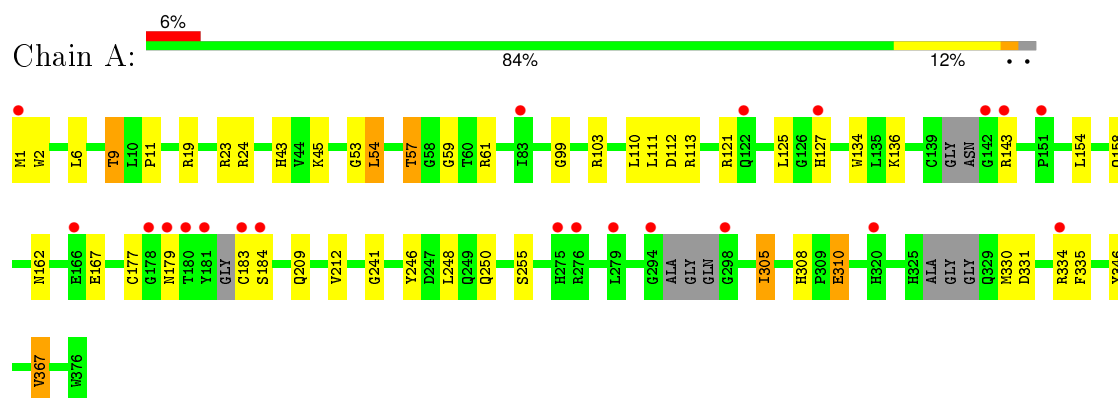 6%
Chain A:
84% 12% • •
M1 W2 L6 T9 L10 P11 R19 R23 R24 H43 V44 K45 G53 L54 T57 G58 G59 T60 R61 I83 G99 R103 L110 L111 D112 R113 R121 Q122 L125 G126 H127 W134 L135 K136 C139 GLY ASN G142 R143 P151 L154
N162 E166 E167 C177 G178 N179 T180 Y181 GLY C183 S184 Q209 V212 G241 Y246 D247 L248 Q249 Q250 S255 H275 R276 L279 G294 ALA GLY GLN G298 I305 H308 P309 E310 H320 H325 ALA GLY GLY Q329 M330 D331 R334 F335
V367 W376